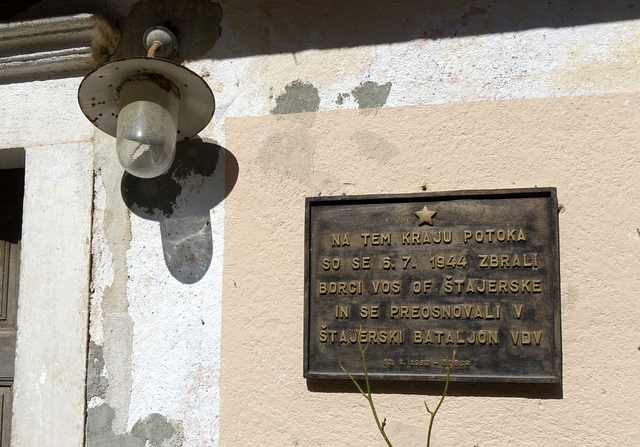 NA TEM KRAJU POTOKA
SO SE 6. 7. 1944 ZBRALI
BORCI VOS OF ŠTAJERSKE
IN SE PREOSNOVALI V
ŠTAJERSKI BATALJON VDV